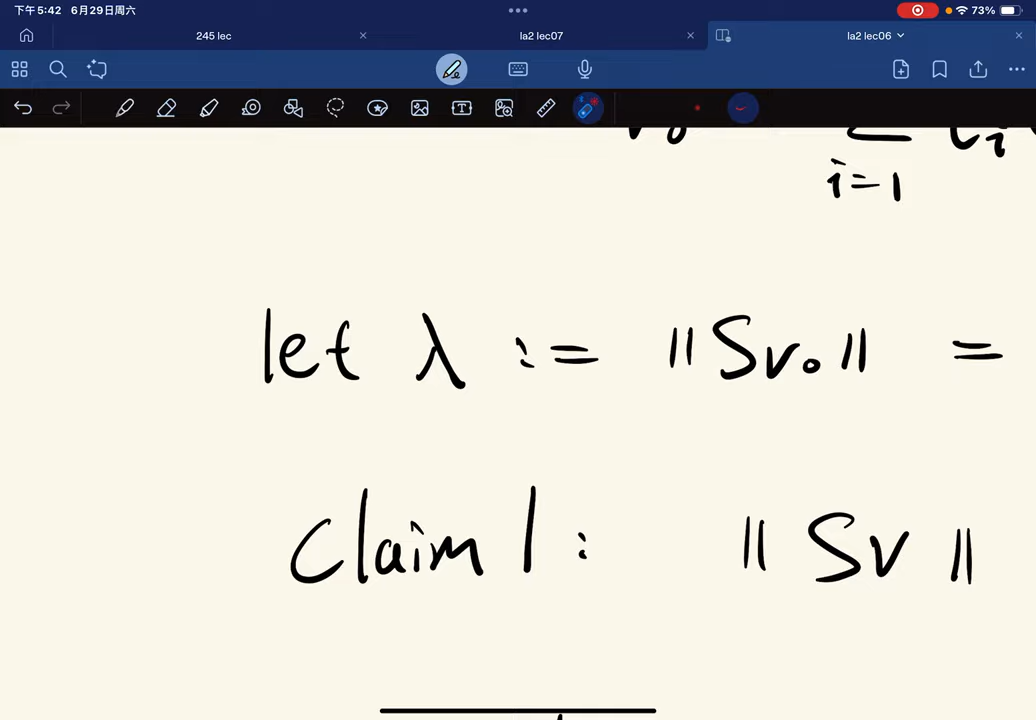 下午5:42 6月29日周六
73%
245 lec
la2 lec07
la2 lec06
i=1
let λ := ||Sv₀|| =
Claim 1: ||Sv||